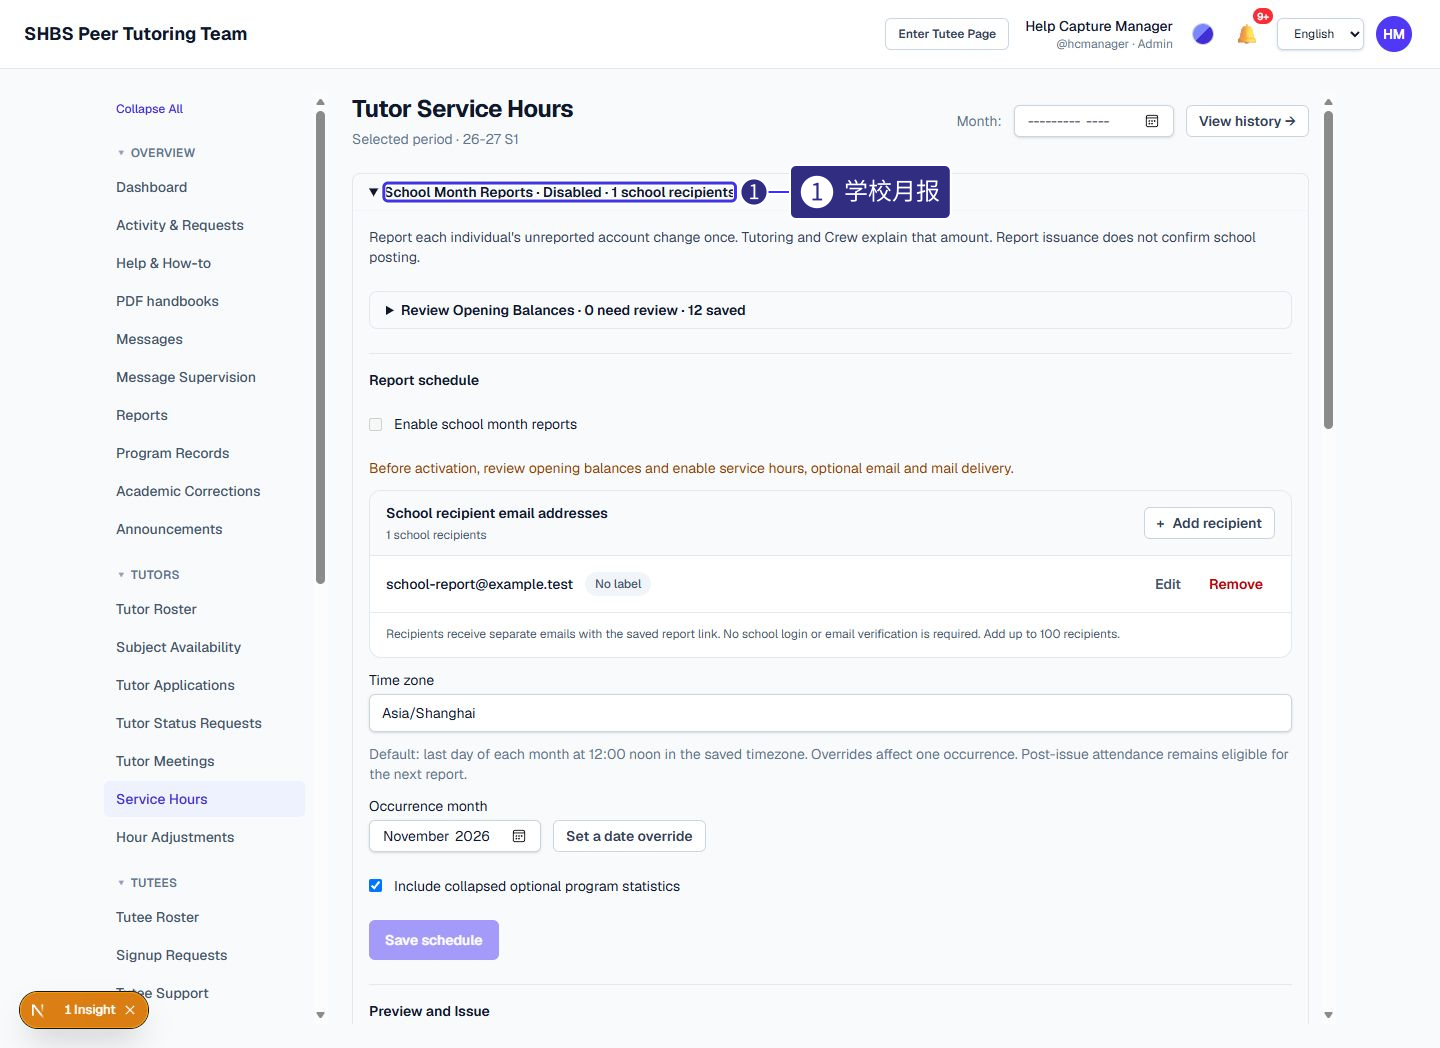 SHBS Peer Tutoring Team
Enter Tutee Page
Help Capture Manager
@hcmanager · Admin
9+
English
HM
Collapse All
OVERVIEW
Dashboard
Activity & Requests
Help & How-to
PDF handbooks
Messages
Message Supervision
Reports
Program Records
Academic Corrections
Announcements
TUTORS
Tutor Roster
Subject Availability
Tutor Applications
Tutor Status Requests
Tutor Meetings
Service Hours
Hour Adjustments
TUTEES
Tutee Roster
Signup Requests
Tutee Support
N 1 Insight ×
Tutor Service Hours
Selected period · 26-27 S1
Month: --------- ---- View history →
School Month Reports · Disabled · 1 school recipients 1 1 学校月报
Report each individual's unreported account change once. Tutoring and Crew explain that amount. Report issuance does not confirm school
posting.
Review Opening Balances · 0 need review · 12 saved
Report schedule
Enable school month reports
Before activation, review opening balances and enable service hours, optional email and mail delivery.
School recipient email addresses
1 school recipients
+ Add recipient
school-report@example.test No label Edit Remove
Recipients receive separate emails with the saved report link. No school login or email verification is required. Add up to 100 recipients.
Time zone
Asia/Shanghai
Default: last day of each month at 12:00 noon in the saved timezone. Overrides affect one occurrence. Post-issue attendance remains eligible for
the next report.
Occurrence month
November 2026 Set a date override
Include collapsed optional program statistics
Save schedule
Preview and Issue